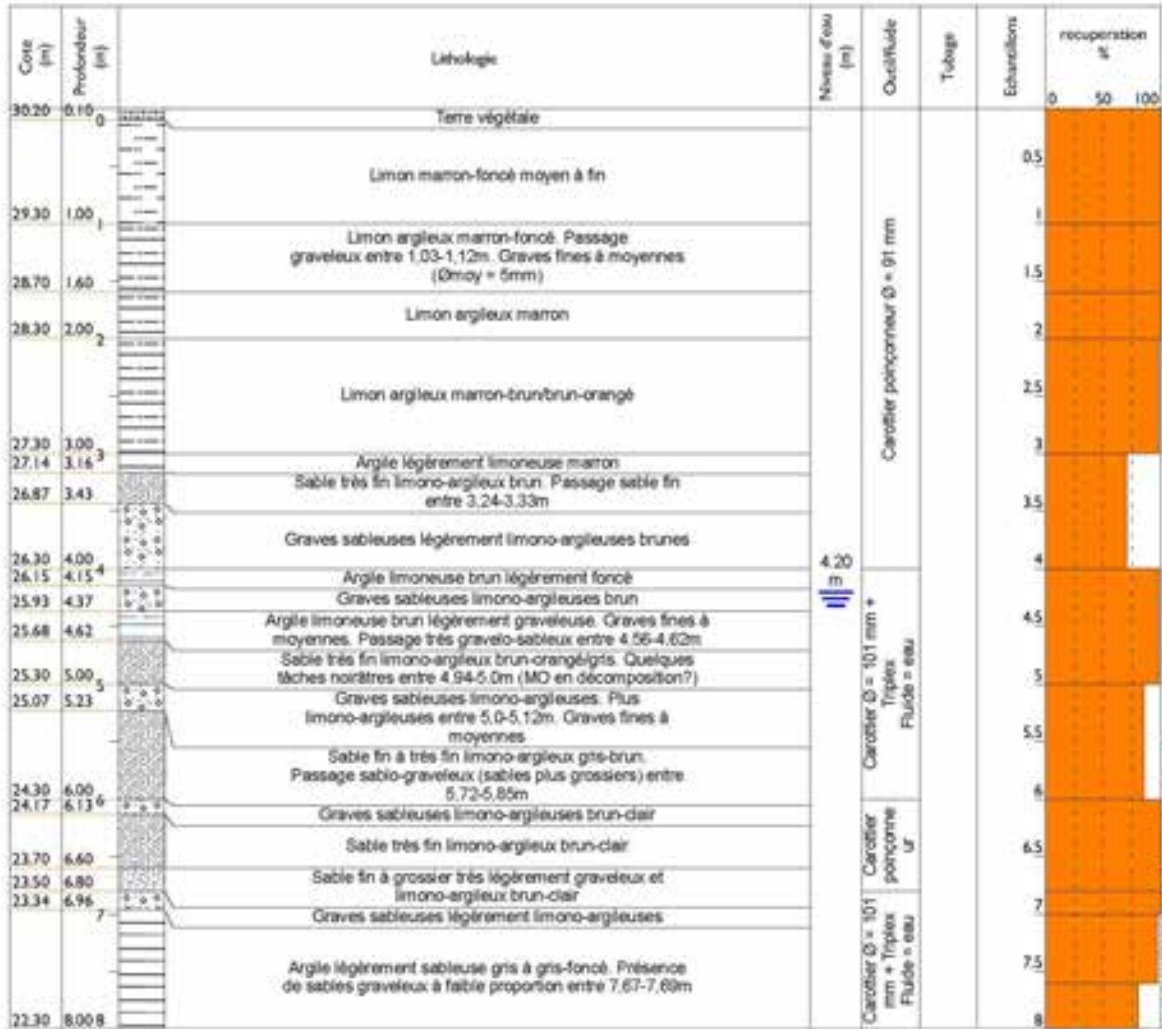 Cote (m)
Profondeur (m)
Lithologie
Niveau d'eau (m)
Outil/fluide
Tubage
Echantillons
recuperation
0 50 100
30.20 0.10 0
Terre végétale
Limon marron-foncé moyen à fin
0.5
29.30 1.00 1
1
Limon argileux marron-foncé. Passage
graveleux entre 1,03-1,12m. Graves fines à moyennes
(Ømoy = 5mm)
28.70 1.60
1.5
Limon argileux marron
28.30 2.00 2
2
Limon argileux marron-brun/brun-orangé
2.5
27.30 3.00 3
3
27.14 3.16
Argile légèrement limoneuse marron
Sable très fin limono-argileux brun. Passage sable fin
entre 3,24-3,33m
26.87 3.43
3.5
Graves sableuses légèrement limono-argileuses brunes
26.30 4.00 4
4
Carottier poinçonneur Ø = 91 mm
4.20
m
26.15 4.15
Argile limoneuse brun légèrement foncé
25.93 4.37
Graves sableuses limono-argileuses brun
Argile limoneuse brun légèrement graveleuse. Graves fines à
moyennes. Passage très gravelo-sableux entre 4.56-4.62m
25.68 4.62
4.5
Sable très fin limono-argileux brun-orangé/gris. Quelques
tâches noirâtres entre 4.94-5.0m (MO en décomposition?)
25.30 5.00 5
5
Graves sableuses limono-argileuses. Plus
limono-argileuses entre 5,0-5,12m. Graves fines à
moyennes
25.07 5.23
5.5
Carottier Ø = 101 mm +
Triplex
Fluide = eau
Sable fin à très fin limono-argileux gris-brun.
Passage sablo-graveleux (sables plus grossiers) entre
5,72-5,85m
24.30 6.00 6
6
24.17 6.13
Graves sableuses limono-argileuses brun-clair
Sable très fin limono-argileux brun-clair
Carottier
poinçonne
ur
23.70 6.60
6.5
Sable fin à grossier très légèrement graveleux et
limono-argileux brun-clair
23.50 6.80
23.34 6.96
7
7
Graves sableuses légèrement limono-argileuses
Argile légèrement sableuse gris à gris-foncé. Présence
de sables graveleux à faible proportion entre 7,67-7,69m
Carottier Ø = 101
mm + Triplex
Fluide = eau
7.5
22.30 8.00 8
8